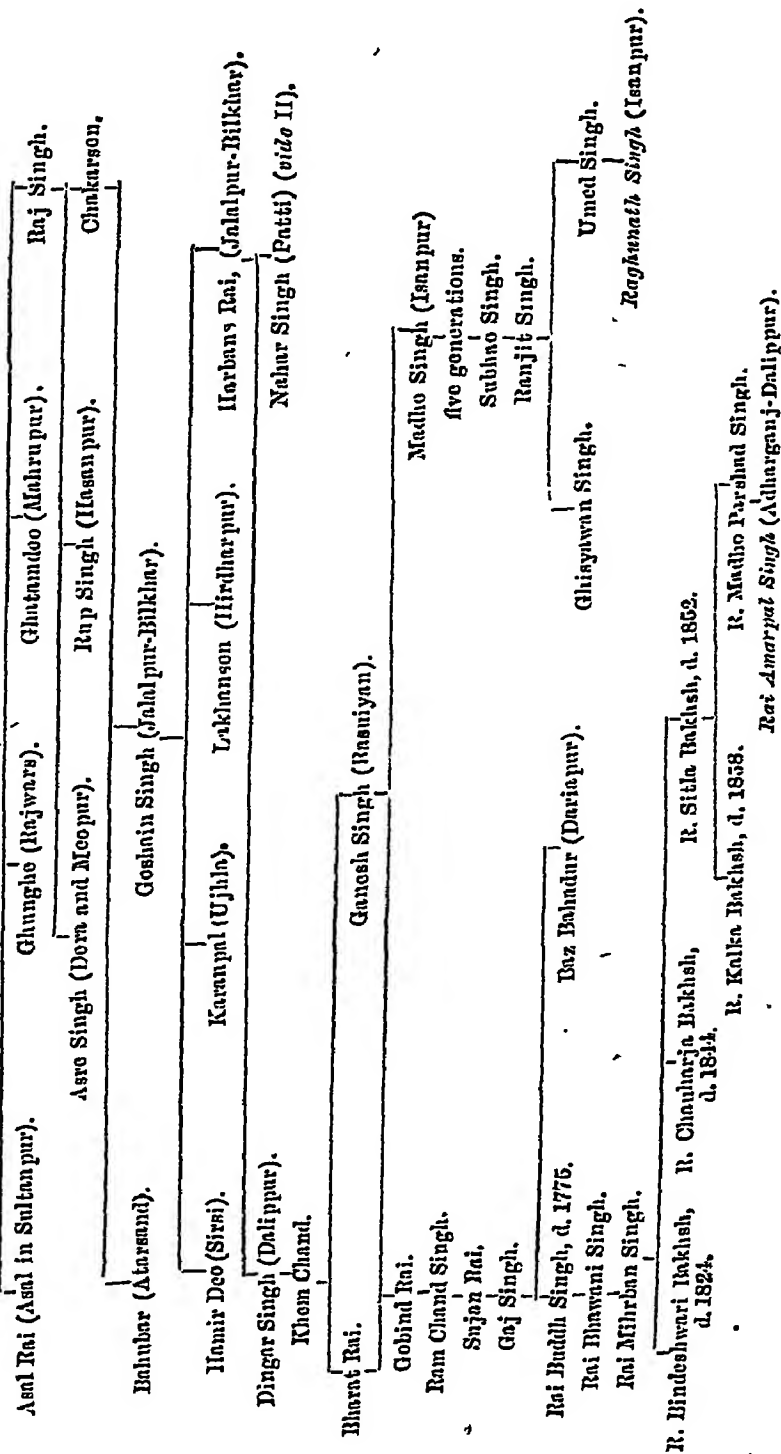 Asal Rai (Asal in Sultanpur). Ghungho (Rajwara). Ghatamdeo (Mahrupur). Raj Singh.
Asre Singh (Dora and Meopur). Rup Singh (Hasanpur). Chakarson.
Bahubar (Atarsand). Goshain Singh (Jalalpur-Bilkhar).
Hamir Deo (Sirsi). Karanpal (Ujhla). Lakhanson (Hirdharpur). Harbans Rai, (Jalalpur-Bilkhar).
Dingar Singh (Dalippur). Nahar Singh (Patti) (vide II).
Khem Chand.
Bharat Rai. Ganesh Singh (Rasuiyan). Madho Singh (Isanpur)
Gobind Rai. five generations.
Ram Chand Singh. Subhao Singh.
Sujan Rai. Ranjit Singh.
Gaj Singh.
Rai Buddh Singh, d. 1775. Baz Bahadur (Dariapur). Ghisyawan Singh. Umed Singh.
Rai Bhawani Singh. Raghunath Singh (Isanpur).
Rai Mihrban Singh.
R. Bindeshwari Bakhsh, d. 1824. R. Chauharja Bakhsh, d. 1844. R. Sitla Bakhsh, d. 1852.
R. Kalka Bakhsh, d. 1858. R. Madho Parshad Singh.
Rai Amarpal Singh (Adharganj-Dalippur).